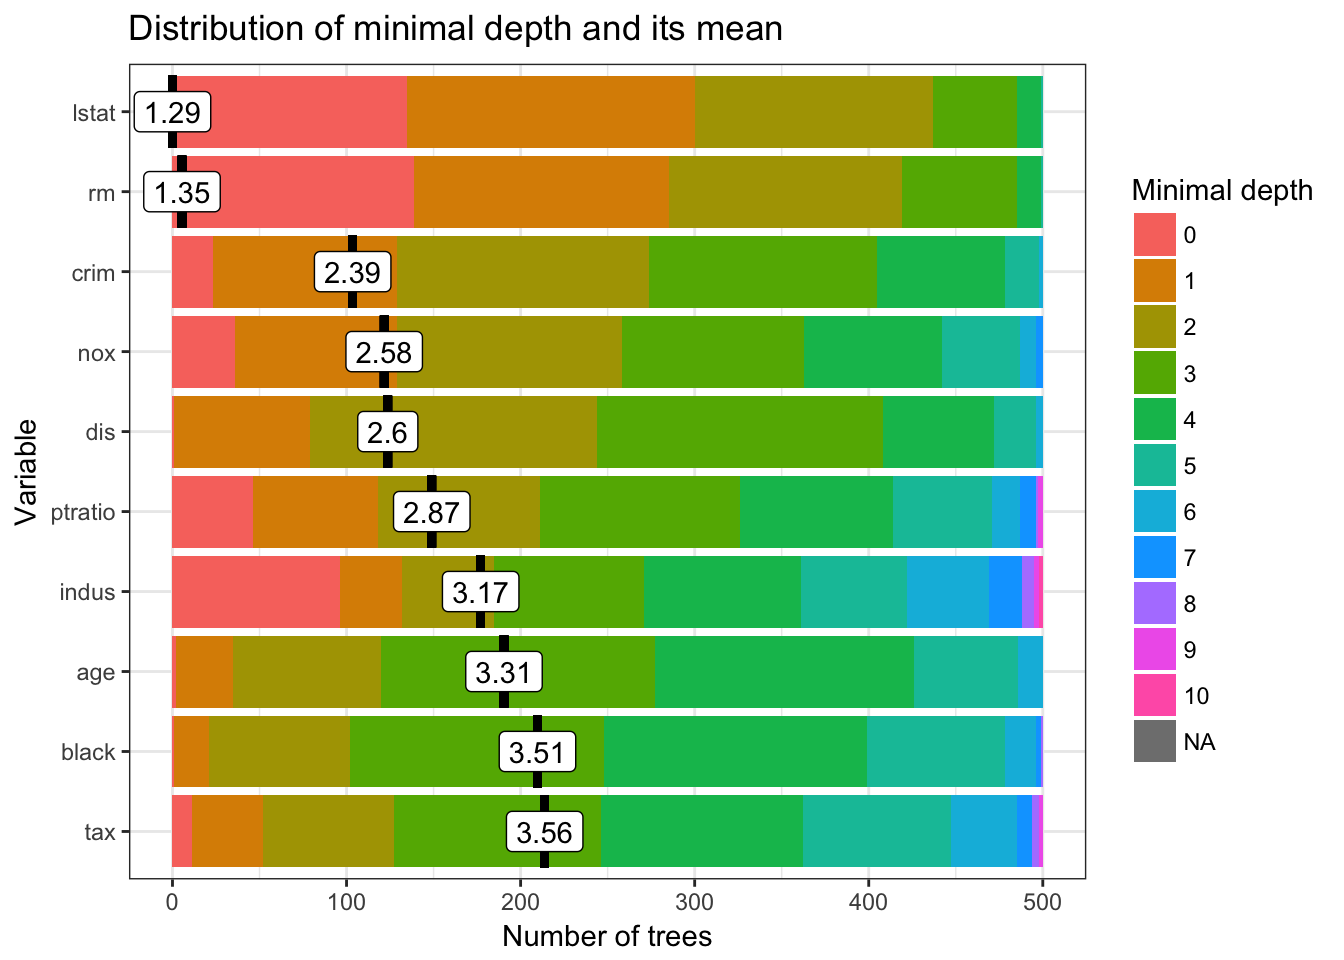 Distribution of minimal depth and its mean
Variable
lstat
1.29
rm
1.35
crim
2.39
nox
2.58
dis
2.6
ptratio
2.87
indus
3.17
age
3.31
black
3.51
tax
3.56
0 100 200 300 400 500
Number of trees
Minimal depth
0
1
2
3
4
5
6
7
8
9
10
NA